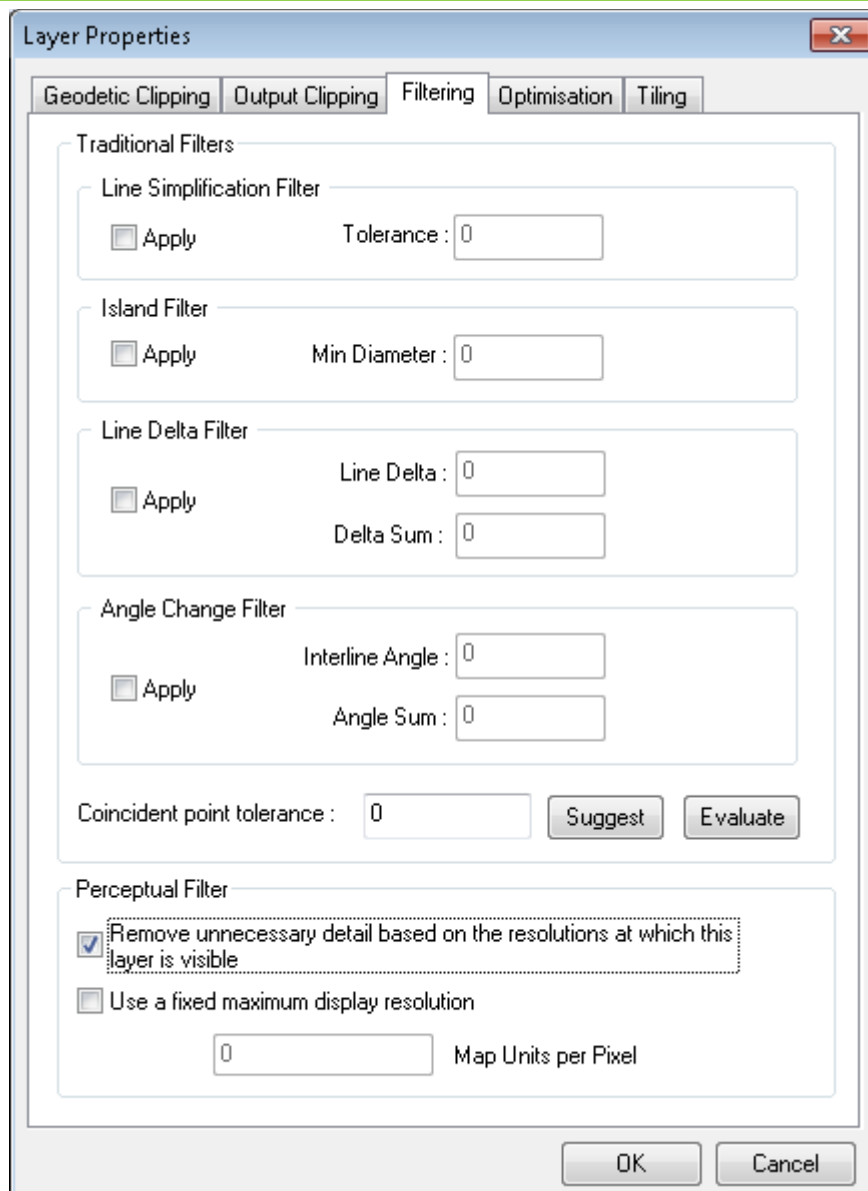 Layer Properties
Geodetic Clipping Output Clipping Filtering Optimisation Tiling
Traditional Filters
Line Simplification Filter
Apply Tolerance : 0
Island Filter
Apply Min Diameter : 0
Line Delta Filter
Line Delta : 0
Apply
Delta Sum : 0
Angle Change Filter
Interline Angle : 0
Apply
Angle Sum : 0
Coincident point tolerance : 0 Suggest Evaluate
Perceptual Filter
Remove unnecessary detail based on the resolutions at which this
layer is visible
Use a fixed maximum display resolution
0 Map Units per Pixel
OK Cancel